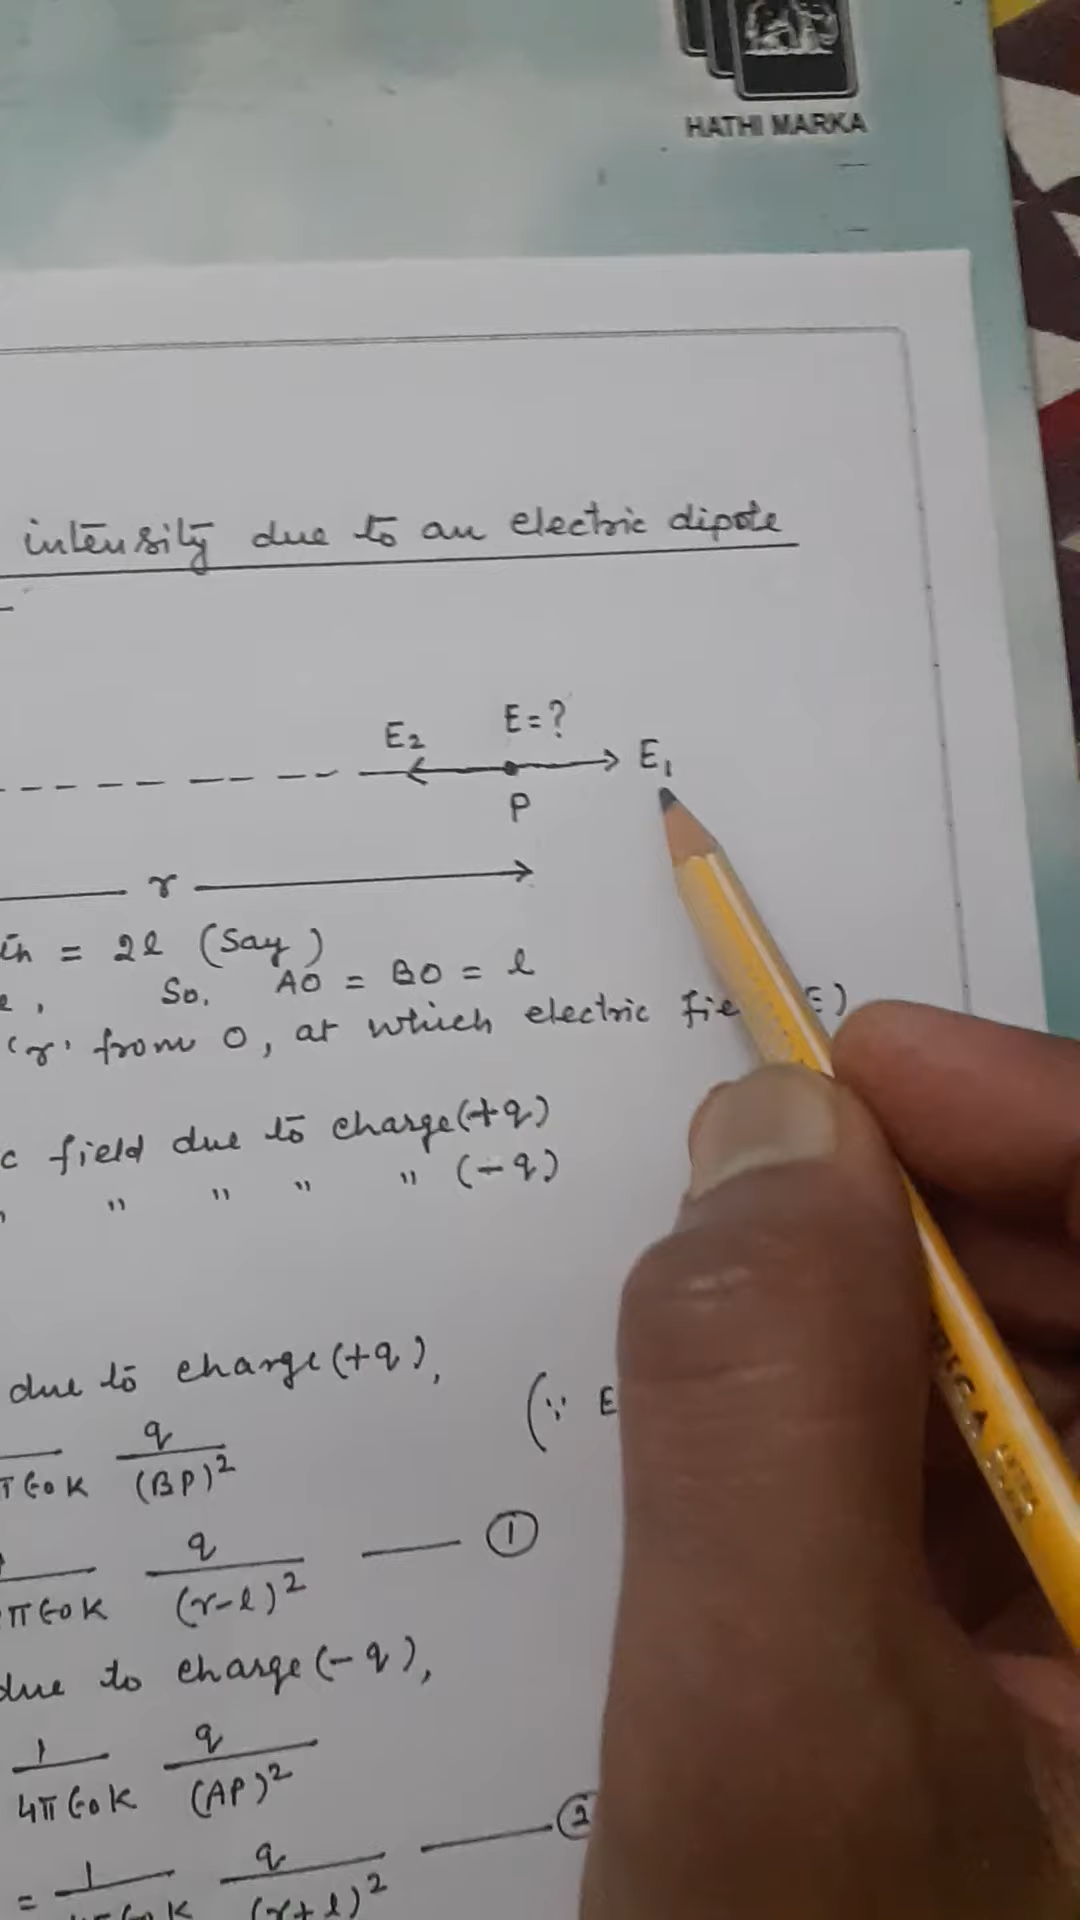 HATHI MARKA
intensity due to an electric dipole
E2 E=? E1
P
r
= 2l (Say)
So, AO = BO = l
'r' from O, at which electric E)
field due to charge (+q)
" " " " (-q)
due to charge (+q),
q
πϵ0K (BP)² (∵ E
q
πϵ0K (r-l)² ①
due to charge (-q),
1 q
4πϵ0K (AP)²
②
= 1 q
(r+l)²